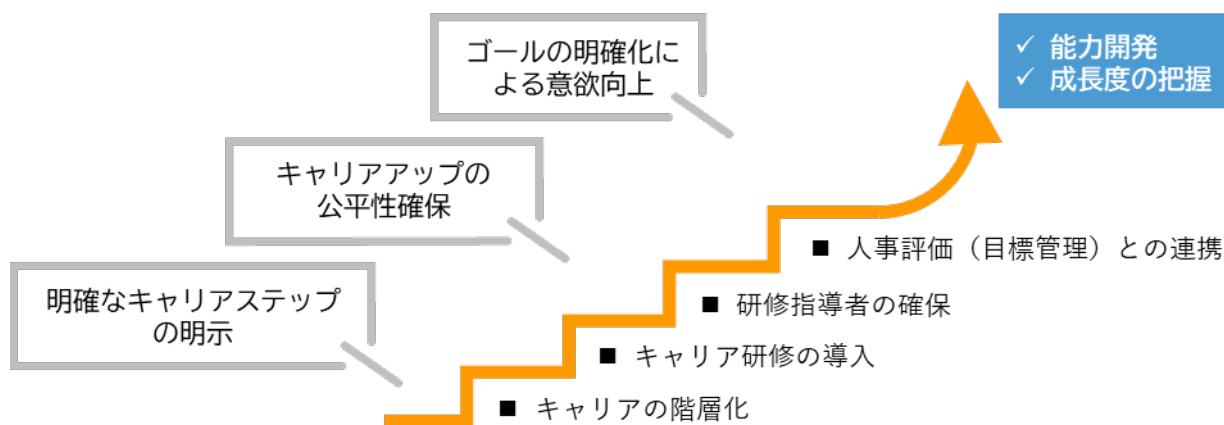 ゴールの明確化に
よる意欲向上
✓ 能力開発
✓ 成長度の把握
キャリアアップの
公平性確保
明確なキャリアステップ
の明示
■ 人事評価（目標管理）との連携
■ 研修指導者の確保
■ キャリア研修の導入
■ キャリアの階層化